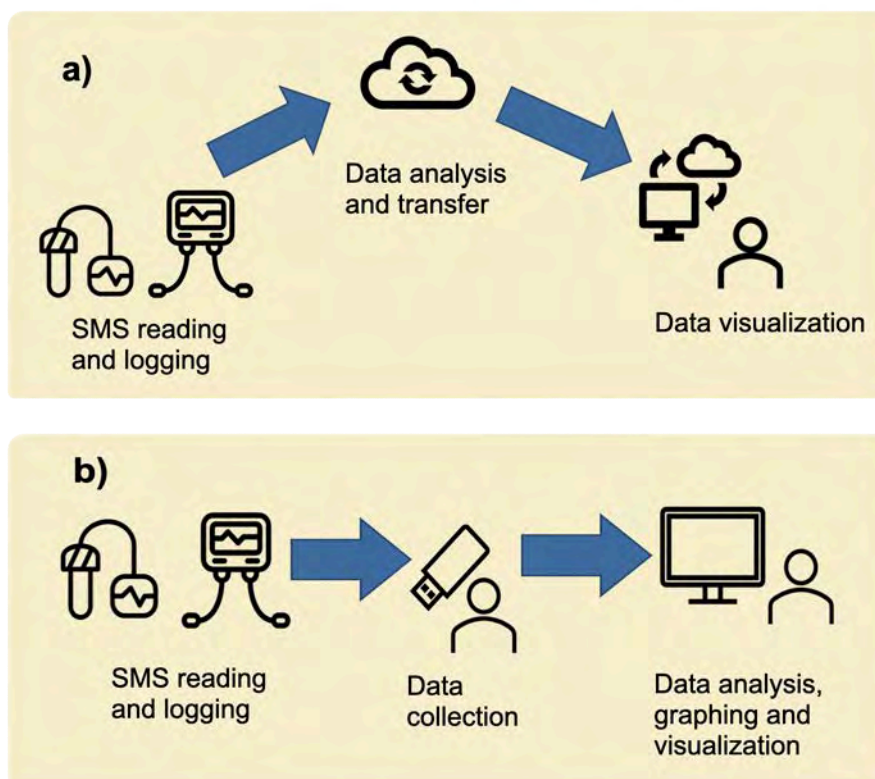 a)
Data analysis
and transfer
SMS reading
and logging
Data visualization
b)
SMS reading
and logging
Data
collection
Data analysis,
graphing and
visualization